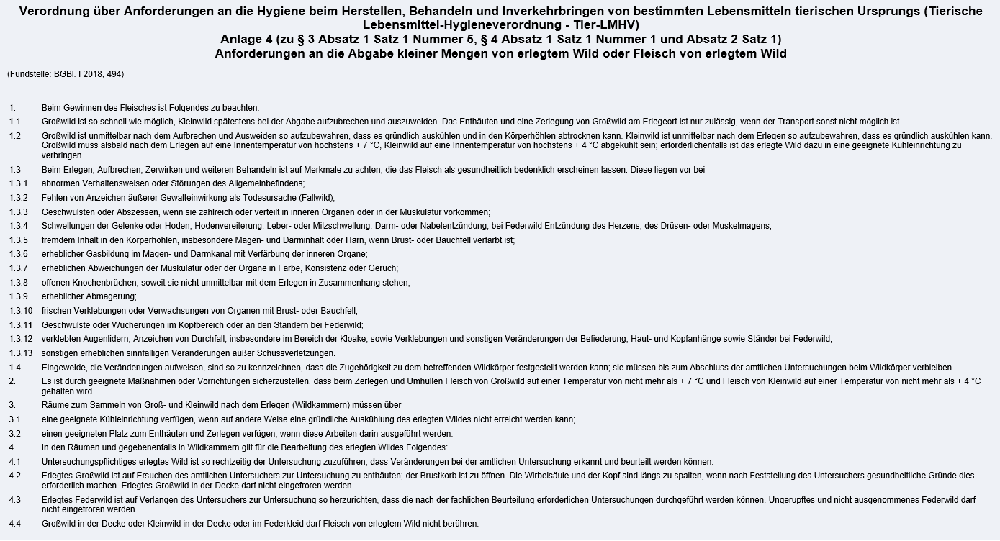 Verordnung über Anforderungen an die Hygiene beim Herstellen, Behandeln und Inverkehrbringen von bestimmten Lebensmitteln tierischen Ursprungs (Tierische
Lebensmittel-Hygieneverordnung - Tier-LMHV)
Anlage 4 (zu § 3 Absatz 1 Satz 1 Nummer 5, § 4 Absatz 1 Satz 1 Nummer 1 und Absatz 2 Satz 1)
Anforderungen an die Abgabe kleiner Mengen von erlegtem Wild oder Fleisch von erlegtem Wild
(Fundstelle: BGBl. I 2018, 494)
1. Beim Gewinnen des Fleisches ist Folgendes zu beachten:
1.1 Großwild ist so schnell wie möglich, Kleinwild spätestens bei der Abgabe aufzubrechen und auszuweiden. Das Enthäuten und eine Zerlegung von Großwild am Erlegeort ist nur zulässig, wenn der Transport sonst nicht möglich ist.
1.2 Großwild ist unmittelbar nach dem Aufbrechen und Ausweiden so aufzubewahren, dass es gründlich auskühlen und in den Körperhöhlen abtrocknen kann. Kleinwild ist unmittelbar nach dem Erlegen so aufzubewahren, dass es gründlich auskühlen kann.
Großwild muss alsbald nach dem Erlegen auf eine Innentemperatur von höchstens + 7 °C, Kleinwild auf eine Innentemperatur von höchstens + 4 °C abgekühlt sein; erforderlichenfalls ist das erlegte Wild dazu in eine geeignete Kühleinrichtung zu
verbringen.
1.3 Beim Erlegen, Aufbrechen, Zerwirken und weiteren Behandeln ist auf Merkmale zu achten, die das Fleisch als gesundheitlich bedenklich erscheinen lassen. Diese liegen vor bei
1.3.1 abnormen Verhaltensweisen oder Störungen des Allgemeinbefindens;
1.3.2 Fehlen von Anzeichen äußerer Gewalteinwirkung als Todesursache (Fallwild);
1.3.3 Geschwülsten oder Abszessen, wenn sie zahlreich oder verteilt in inneren Organen oder in der Muskulatur vorkommen;
1.3.4 Schwellungen der Gelenke oder Hoden, Hodenvereiterung, Leber- oder Milzschwellung, Darm- oder Nabelentzündung, bei Federwild Entzündung des Herzens, des Drüsen- oder Muskelmagens;
1.3.5 fremdem Inhalt in den Körperhöhlen, insbesondere Magen- und Darminhalt oder Harn, wenn Brust- oder Bauchfell verfärbt ist;
1.3.6 erheblicher Gasbildung im Magen- und Darmkanal mit Verfärbung der inneren Organe;
1.3.7 erheblichen Abweichungen der Muskulatur oder der Organe in Farbe, Konsistenz oder Geruch;
1.3.8 offenen Knochenbrüchen, soweit sie nicht unmittelbar mit dem Erlegen in Zusammenhang stehen;
1.3.9 erheblicher Abmagerung;
1.3.10 frischen Verklebungen oder Verwachsungen von Organen mit Brust- oder Bauchfell;
1.3.11 Geschwülste oder Wucherungen im Kopfbereich oder an den Ständern bei Federwild;
1.3.12 verklebten Augenlidern, Anzeichen von Durchfall, insbesondere im Bereich der Kloake, sowie Verklebungen und sonstigen Veränderungen der Befiederung, Haut- und Kopfanhänge sowie Ständer bei Federwild;
1.3.13 sonstigen erheblichen sinnfälligen Veränderungen außer Schussverletzungen.
1.4 Eingeweide, die Veränderungen aufweisen, sind so zu kennzeichnen, dass die Zugehörigkeit zu dem betreffenden Wildkörper festgestellt werden kann; sie müssen bis zum Abschluss der amtlichen Untersuchungen beim Wildkörper verbleiben.
2. Es ist durch geeignete Maßnahmen oder Vorrichtungen sicherzustellen, dass beim Zerlegen und Umhüllen Fleisch von Großwild auf einer Temperatur von nicht mehr als + 7 °C und Fleisch von Kleinwild auf einer Temperatur von nicht mehr als + 4 °C
gehalten wird.
3. Räume zum Sammeln von Groß- und Kleinwild nach dem Erlegen (Wildkammern) müssen über
3.1 eine geeignete Kühleinrichtung verfügen, wenn auf andere Weise eine gründliche Auskühlung des erlegten Wildes nicht erreicht werden kann;
3.2 einen geeigneten Platz zum Enthäuten und Zerlegen verfügen, wenn diese Arbeiten darin ausgeführt werden.
4. In den Räumen und gegebenenfalls in Wildkammern gilt für die Bearbeitung des erlegten Wildes Folgendes:
4.1 Untersuchungspflichtiges erlegtes Wild ist so rechtzeitig der Untersuchung zuzuführen, dass Veränderungen bei der amtlichen Untersuchung erkannt und beurteilt werden können.
4.2 Erlegtes Großwild ist auf Ersuchen des amtlichen Untersuchers zur Untersuchung zu enthäuten; der Brustkorb ist zu öffnen. Die Wirbelsäule und der Kopf sind längs zu spalten, wenn nach Feststellung des Untersuchers gesundheitliche Gründe dies
erforderlich machen. Erlegtes Großwild in der Decke darf nicht eingefroren werden.
4.3 Erlegtes Federwild ist auf Verlangen des Untersuchers zur Untersuchung so herzurichten, dass die nach der fachlichen Beurteilung erforderlichen Untersuchungen durchgeführt werden können. Ungerupftes und nicht ausgenommenes Federwild darf
nicht eingefroren werden.
4.4 Großwild in der Decke oder Kleinwild in der Decke oder im Federkleid darf Fleisch von erlegtem Wild nicht berühren.